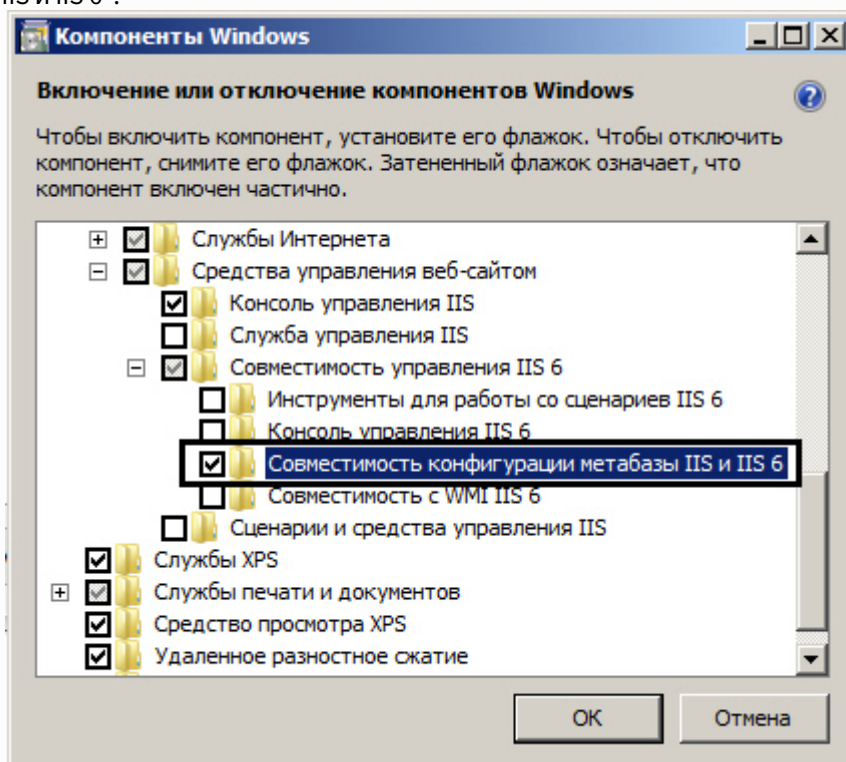 IIS и IIS 6".
Компоненты Windows
Включение или отключение компонентов Windows
Чтобы включить компонент, установите его флажок. Чтобы отключить
компонент, снимите его флажок. Затененный флажок означает, что
компонент включен частично.
Службы Интернета
Средства управления веб-сайтом
Консоль управления IIS
Служба управления IIS
Совместимость управления IIS 6
Инструменты для работы со сценариев IIS 6
Консоль управления IIS 6
Совместимость конфигурации метабазы IIS и IIS 6
Совместимость с WMI IIS 6
Сценарии и средства управления IIS
Службы XPS
Службы печати и документов
Средство просмотра XPS
Удаленное разностное сжатие
ОК
Отмена